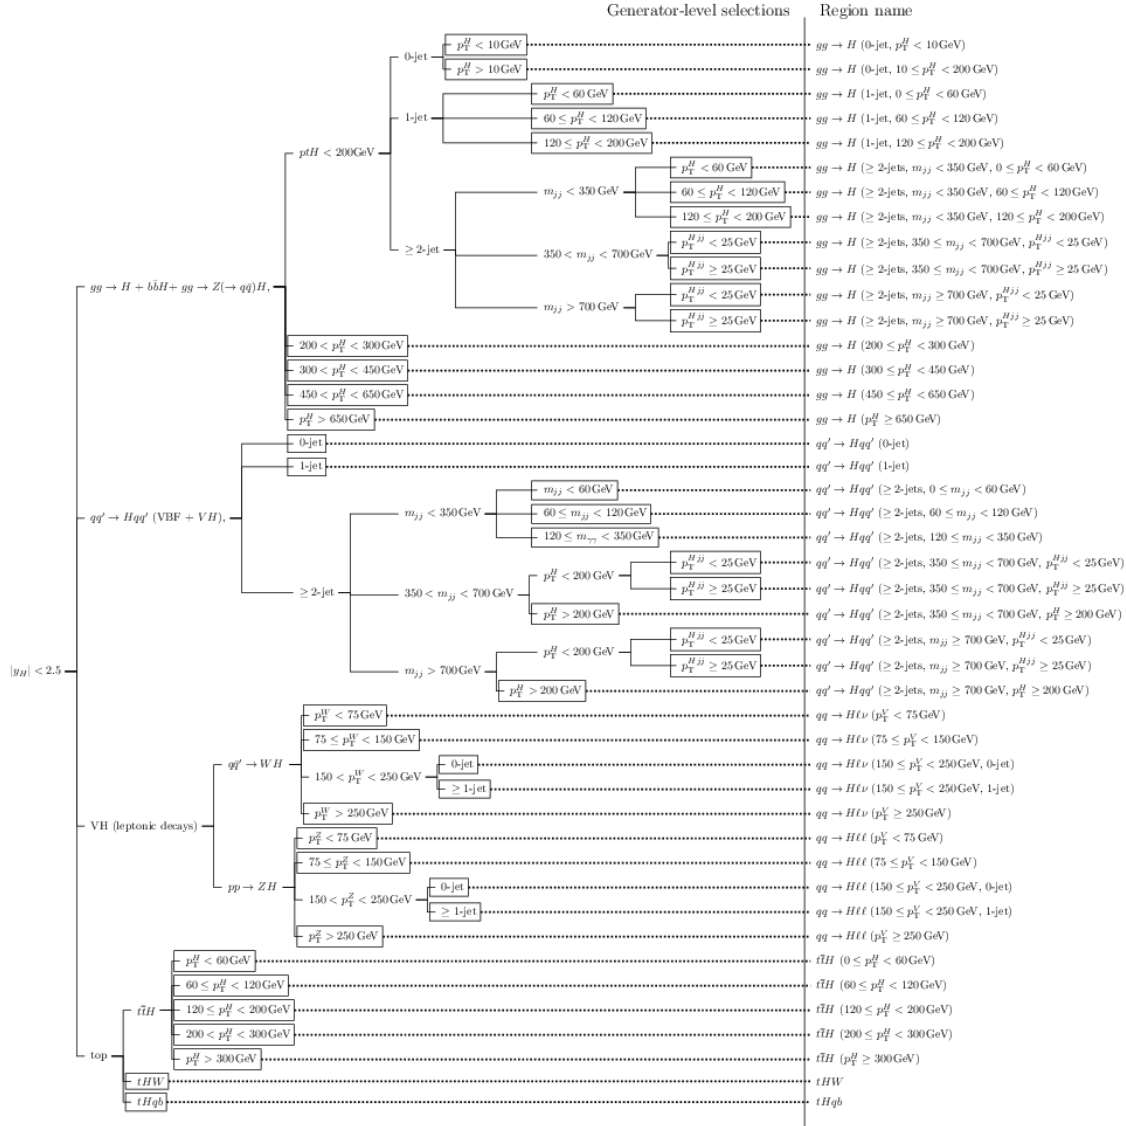 Generator-level selections Region name
0-jet p_T^H < 10 GeV gg → H (0-jet, p_T^H < 10 GeV)
p_T^H > 10 GeV gg → H (0-jet, 10 ≤ p_T^H < 200 GeV)
p_T^H < 60 GeV gg → H (1-jet, 0 ≤ p_T^H < 60 GeV)
1-jet 60 ≤ p_T^H < 120 GeV gg → H (1-jet, 60 ≤ p_T^H < 120 GeV)
120 ≤ p_T^H < 200 GeV gg → H (1-jet, 120 ≤ p_T^H < 200 GeV)
ptH < 200GeV
p_T^H < 60 GeV gg → H (≥ 2-jets, m_jj < 350 GeV, 0 ≤ p_T^H < 60 GeV)
m_jj < 350 GeV 60 ≤ p_T^H < 120 GeV gg → H (≥ 2-jets, m_jj < 350 GeV, 60 ≤ p_T^H < 120 GeV)
120 ≤ p_T^H < 200 GeV gg → H (≥ 2-jets, m_jj < 350 GeV, 120 ≤ p_T^H < 200 GeV)
≥ 2-jet 350 < m_jj < 700 GeV p_T^Hjj < 25 GeV gg → H (≥ 2-jets, 350 ≤ m_jj < 700 GeV, p_T^Hjj < 25 GeV)
p_T^Hjj ≥ 25 GeV gg → H (≥ 2-jets, 350 ≤ m_jj < 700 GeV, p_T^Hjj ≥ 25 GeV)
gg → H + bb̄H+ gg → Z(→ qq̄)H,
m_jj > 700 GeV p_T^Hjj < 25 GeV gg → H (≥ 2-jets, m_jj ≥ 700 GeV, p_T^Hjj < 25 GeV)
p_T^Hjj ≥ 25 GeV gg → H (≥ 2-jets, m_jj ≥ 700 GeV, p_T^Hjj ≥ 25 GeV)
200 < p_T^H < 300 GeV gg → H (200 ≤ p_T^H < 300 GeV)
300 < p_T^H < 450 GeV gg → H (300 ≤ p_T^H < 450 GeV)
450 < p_T^H < 650 GeV gg → H (450 ≤ p_T^H < 650 GeV)
p_T^H > 650 GeV gg → H (p_T^H ≥ 650 GeV)
0-jet qq′ → Hqq′ (0-jet)
1-jet qq′ → Hqq′ (1-jet)
m_jj < 60 GeV qq′ → Hqq′ (≥ 2-jets, 0 ≤ m_jj < 60 GeV)
qq′ → Hqq′ (VBF + VH), m_jj < 350 GeV 60 ≤ m_jj < 120 GeV qq′ → Hqq′ (≥ 2-jets, 60 ≤ m_jj < 120 GeV)
120 ≤ m_γγ < 350 GeV qq′ → Hqq′ (≥ 2-jets, 120 ≤ m_jj < 350 GeV)
p_T^H < 200 GeV p_T^Hjj < 25 GeV qq′ → Hqq′ (≥ 2-jets, 350 ≤ m_jj < 700 GeV, p_T^Hjj < 25 GeV)
≥ 2-jet 350 < m_jj < 700 GeV p_T^Hjj ≥ 25 GeV qq′ → Hqq′ (≥ 2-jets, 350 ≤ m_jj < 700 GeV, p_T^Hjj ≥ 25 GeV)
p_T^H > 200 GeV qq′ → Hqq′ (≥ 2-jets, 350 ≤ m_jj < 700 GeV, p_T^H ≥ 200 GeV)
p_T^H < 200 GeV p_T^Hjj < 25 GeV qq′ → Hqq′ (≥ 2-jets, m_jj ≥ 700 GeV, p_T^Hjj < 25 GeV)
|y_H| < 2.5 m_jj > 700 GeV p_T^Hjj ≥ 25 GeV qq′ → Hqq′ (≥ 2-jets, m_jj ≥ 700 GeV, p_T^Hjj ≥ 25 GeV)
p_T^H > 200 GeV qq′ → Hqq′ (≥ 2-jets, m_jj ≥ 700 GeV, p_T^H ≥ 200 GeV)
p_T^W < 75 GeV qq → Hℓν (p_T^V < 75 GeV)
75 ≤ p_T^W < 150 GeV qq → Hℓν (75 ≤ p_T^V < 150 GeV)
qq̄′ → WH 150 < p_T^W < 250 GeV 0-jet qq → Hℓν (150 ≤ p_T^V < 250 GeV, 0-jet)
≥ 1-jet qq → Hℓν (150 ≤ p_T^V < 250 GeV, 1-jet)
p_T^W > 250 GeV qq → Hℓν (p_T^V ≥ 250 GeV)
VH (leptonic decays)
p_T^Z < 75 GeV qq → Hℓℓ (p_T^V < 75 GeV)
75 ≤ p_T^Z < 150 GeV qq → Hℓℓ (75 ≤ p_T^V < 150 GeV)
pp → ZH 150 < p_T^Z < 250 GeV 0-jet qq → Hℓℓ (150 ≤ p_T^V < 250 GeV, 0-jet)
≥ 1-jet qq → Hℓℓ (150 ≤ p_T^V < 250 GeV, 1-jet)
p_T^Z > 250 GeV qq → Hℓℓ (p_T^V ≥ 250 GeV)
p_T^H < 60 GeV tt̄H (0 ≤ p_T^H < 60 GeV)
60 ≤ p_T^H < 120 GeV tt̄H (60 ≤ p_T^H < 120 GeV)
tt̄H 120 ≤ p_T^H < 200 GeV tt̄H (120 ≤ p_T^H < 200 GeV)
200 < p_T^H < 300 GeV tt̄H (200 ≤ p_T^H < 300 GeV)
top p_T^H > 300 GeV tt̄H (p_T^H ≥ 300 GeV)
tHW tHW
tHqb tHqb